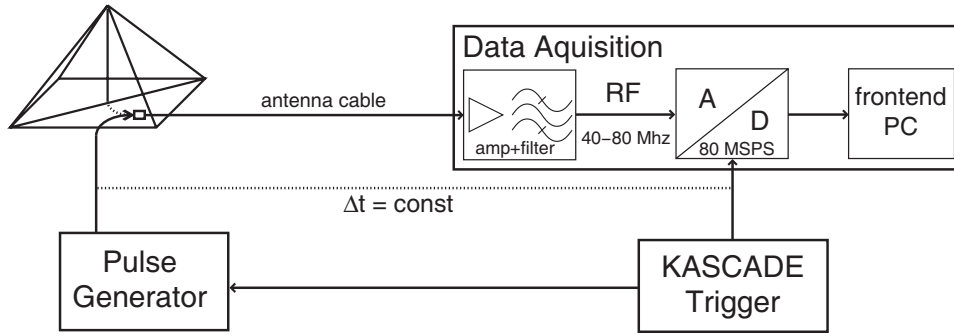 Data Aquisition
antenna cable
amp+filter
RF
40–80 Mhz
A
D
80 MSPS
frontend
PC
Δt = const
Pulse
Generator
KASCADE
Trigger